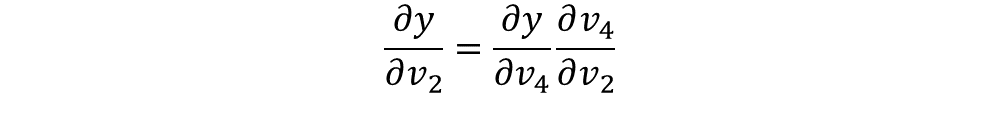 ∂y/∂v₂ = ∂y/∂v₄ ∂v₄/∂v₂